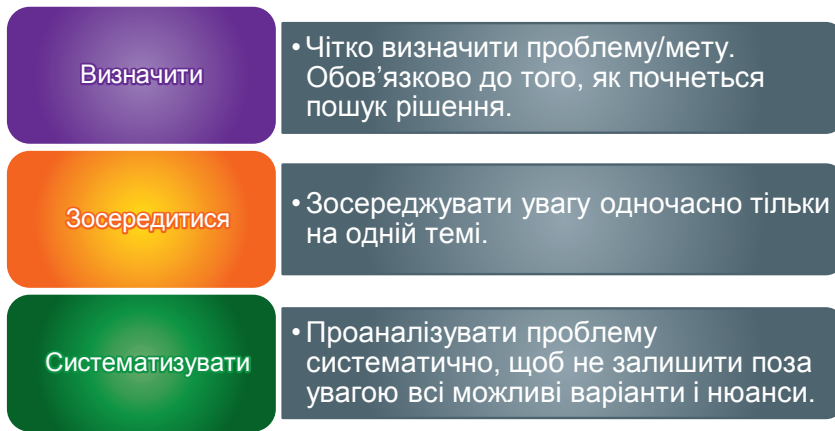 Визначити
• Чітко визначити проблему/мету.
Обов’язково до того, як почнеться
пошук рішення.
Зосередитися
• Зосереджувати увагу одночасно тільки
на одній темі.
Систематизувати
• Проаналізувати проблему
систематично, щоб не залишити поза
увагою всі можливі варіанти і нюанси.